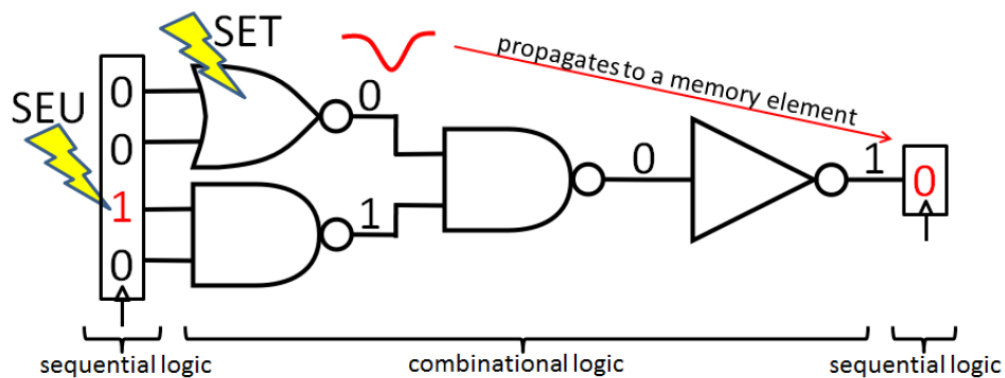 SET
SEU
propagates to a memory element
0
0
1
0
0
1
0
1
0
sequential logic
combinational logic
sequential logic